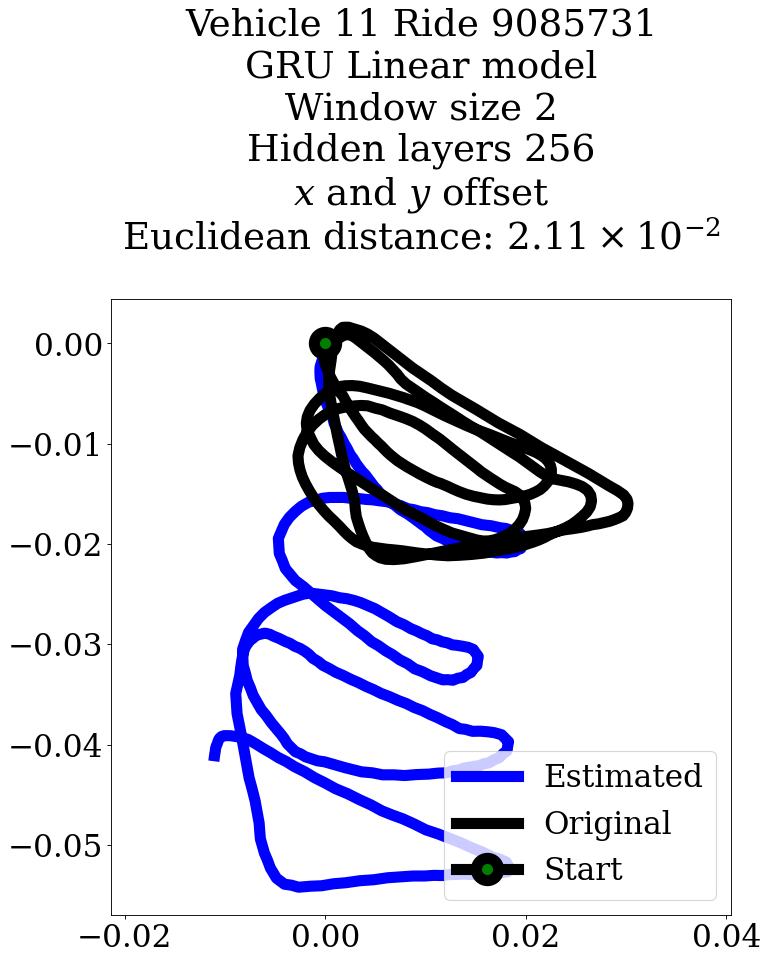 Vehicle 11 Ride 9085731
GRU Linear model
Window size 2
Hidden layers 256
x and y offset
Euclidean distance: 2.11 × 10⁻²
0.00
−0.01
−0.02
−0.03
−0.04
−0.05
Estimated
Original
Start
−0.02 0.00 0.02 0.04